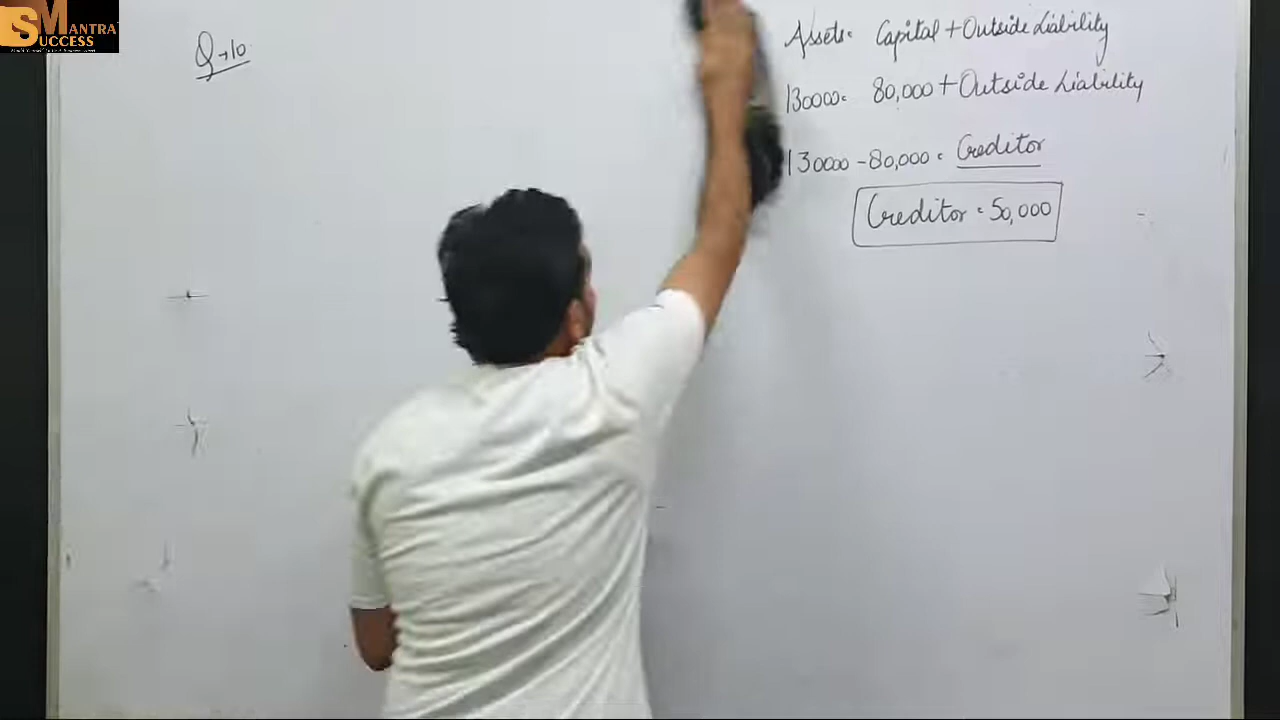 SMANTRA
SUCCESS
Q→10
Assets = Capital + Outside Liability
130000 = 80,000 + Outside Liability
130000 - 80,000 = Creditor
Creditor = 50,000